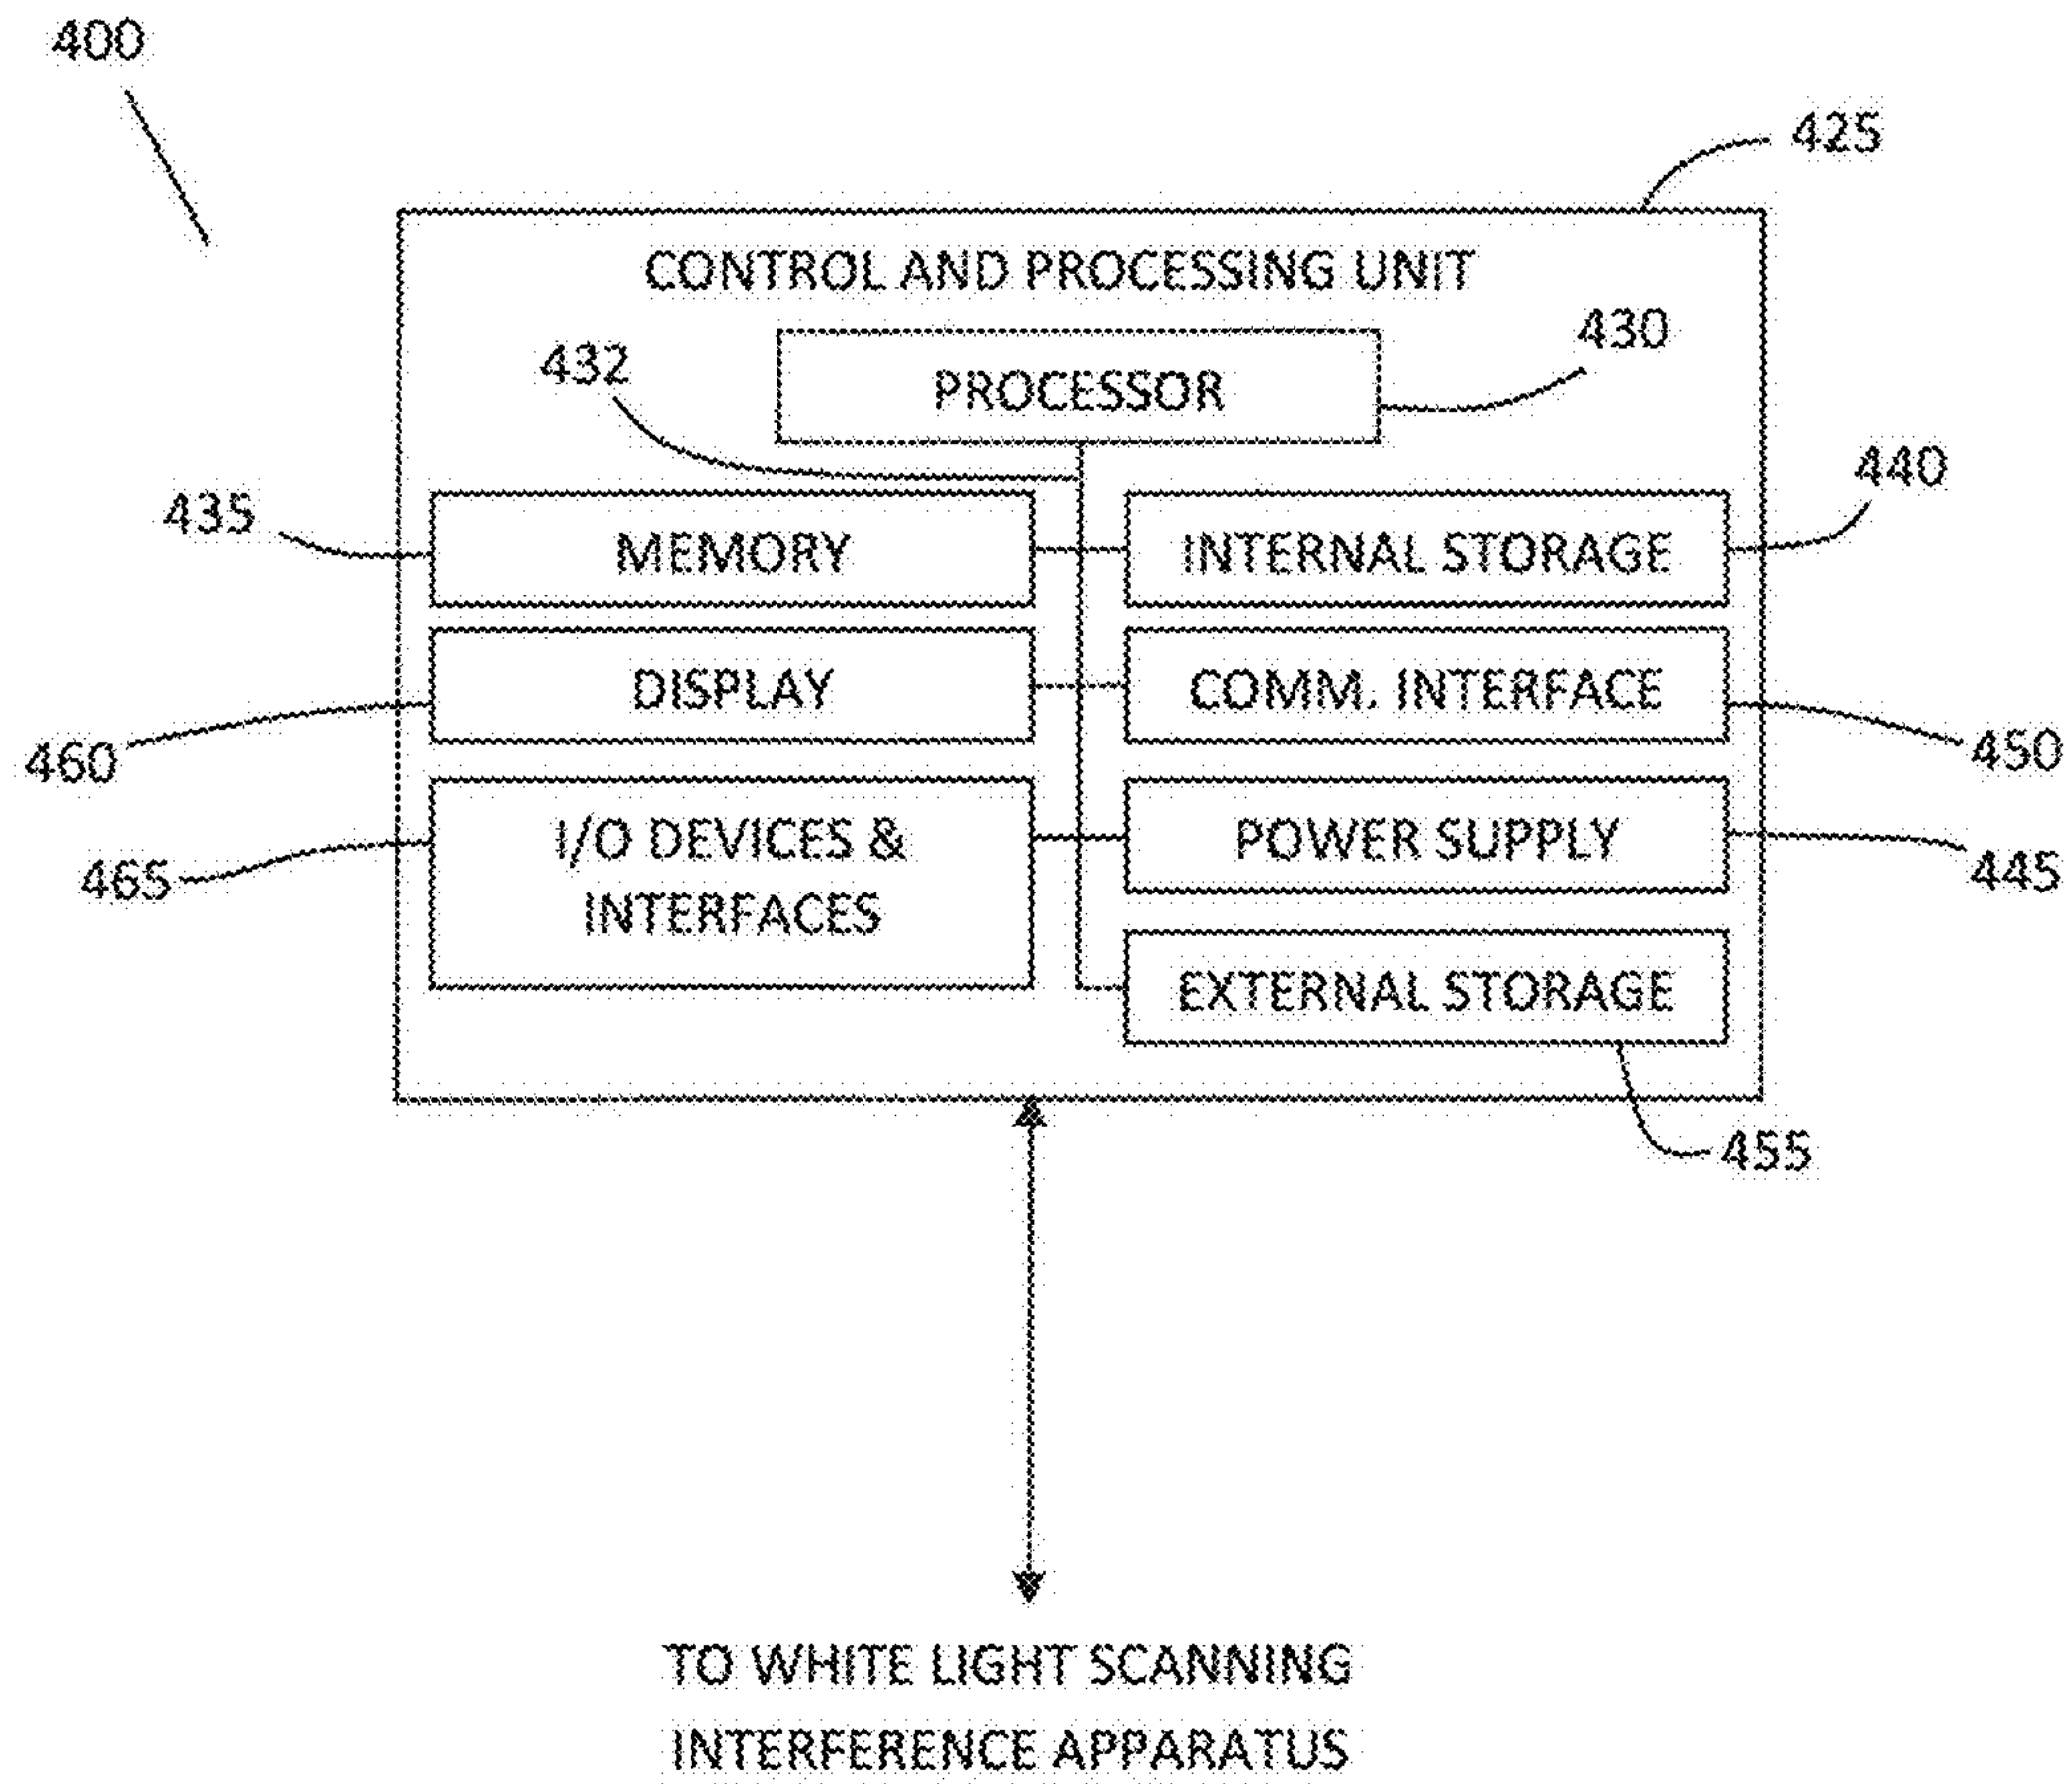 400
425
CONTROL AND PROCESSING UNIT
432
PROCESSOR
430
435
MEMORY
INTERNAL STORAGE
440
460
DISPLAY
COMM. INTERFACE
450
465
I/O DEVICES &
INTERFACES
POWER SUPPLY
445
EXTERNAL STORAGE
455
TO WHITE LIGHT SCANNING
INTERFERENCE APPARATUS